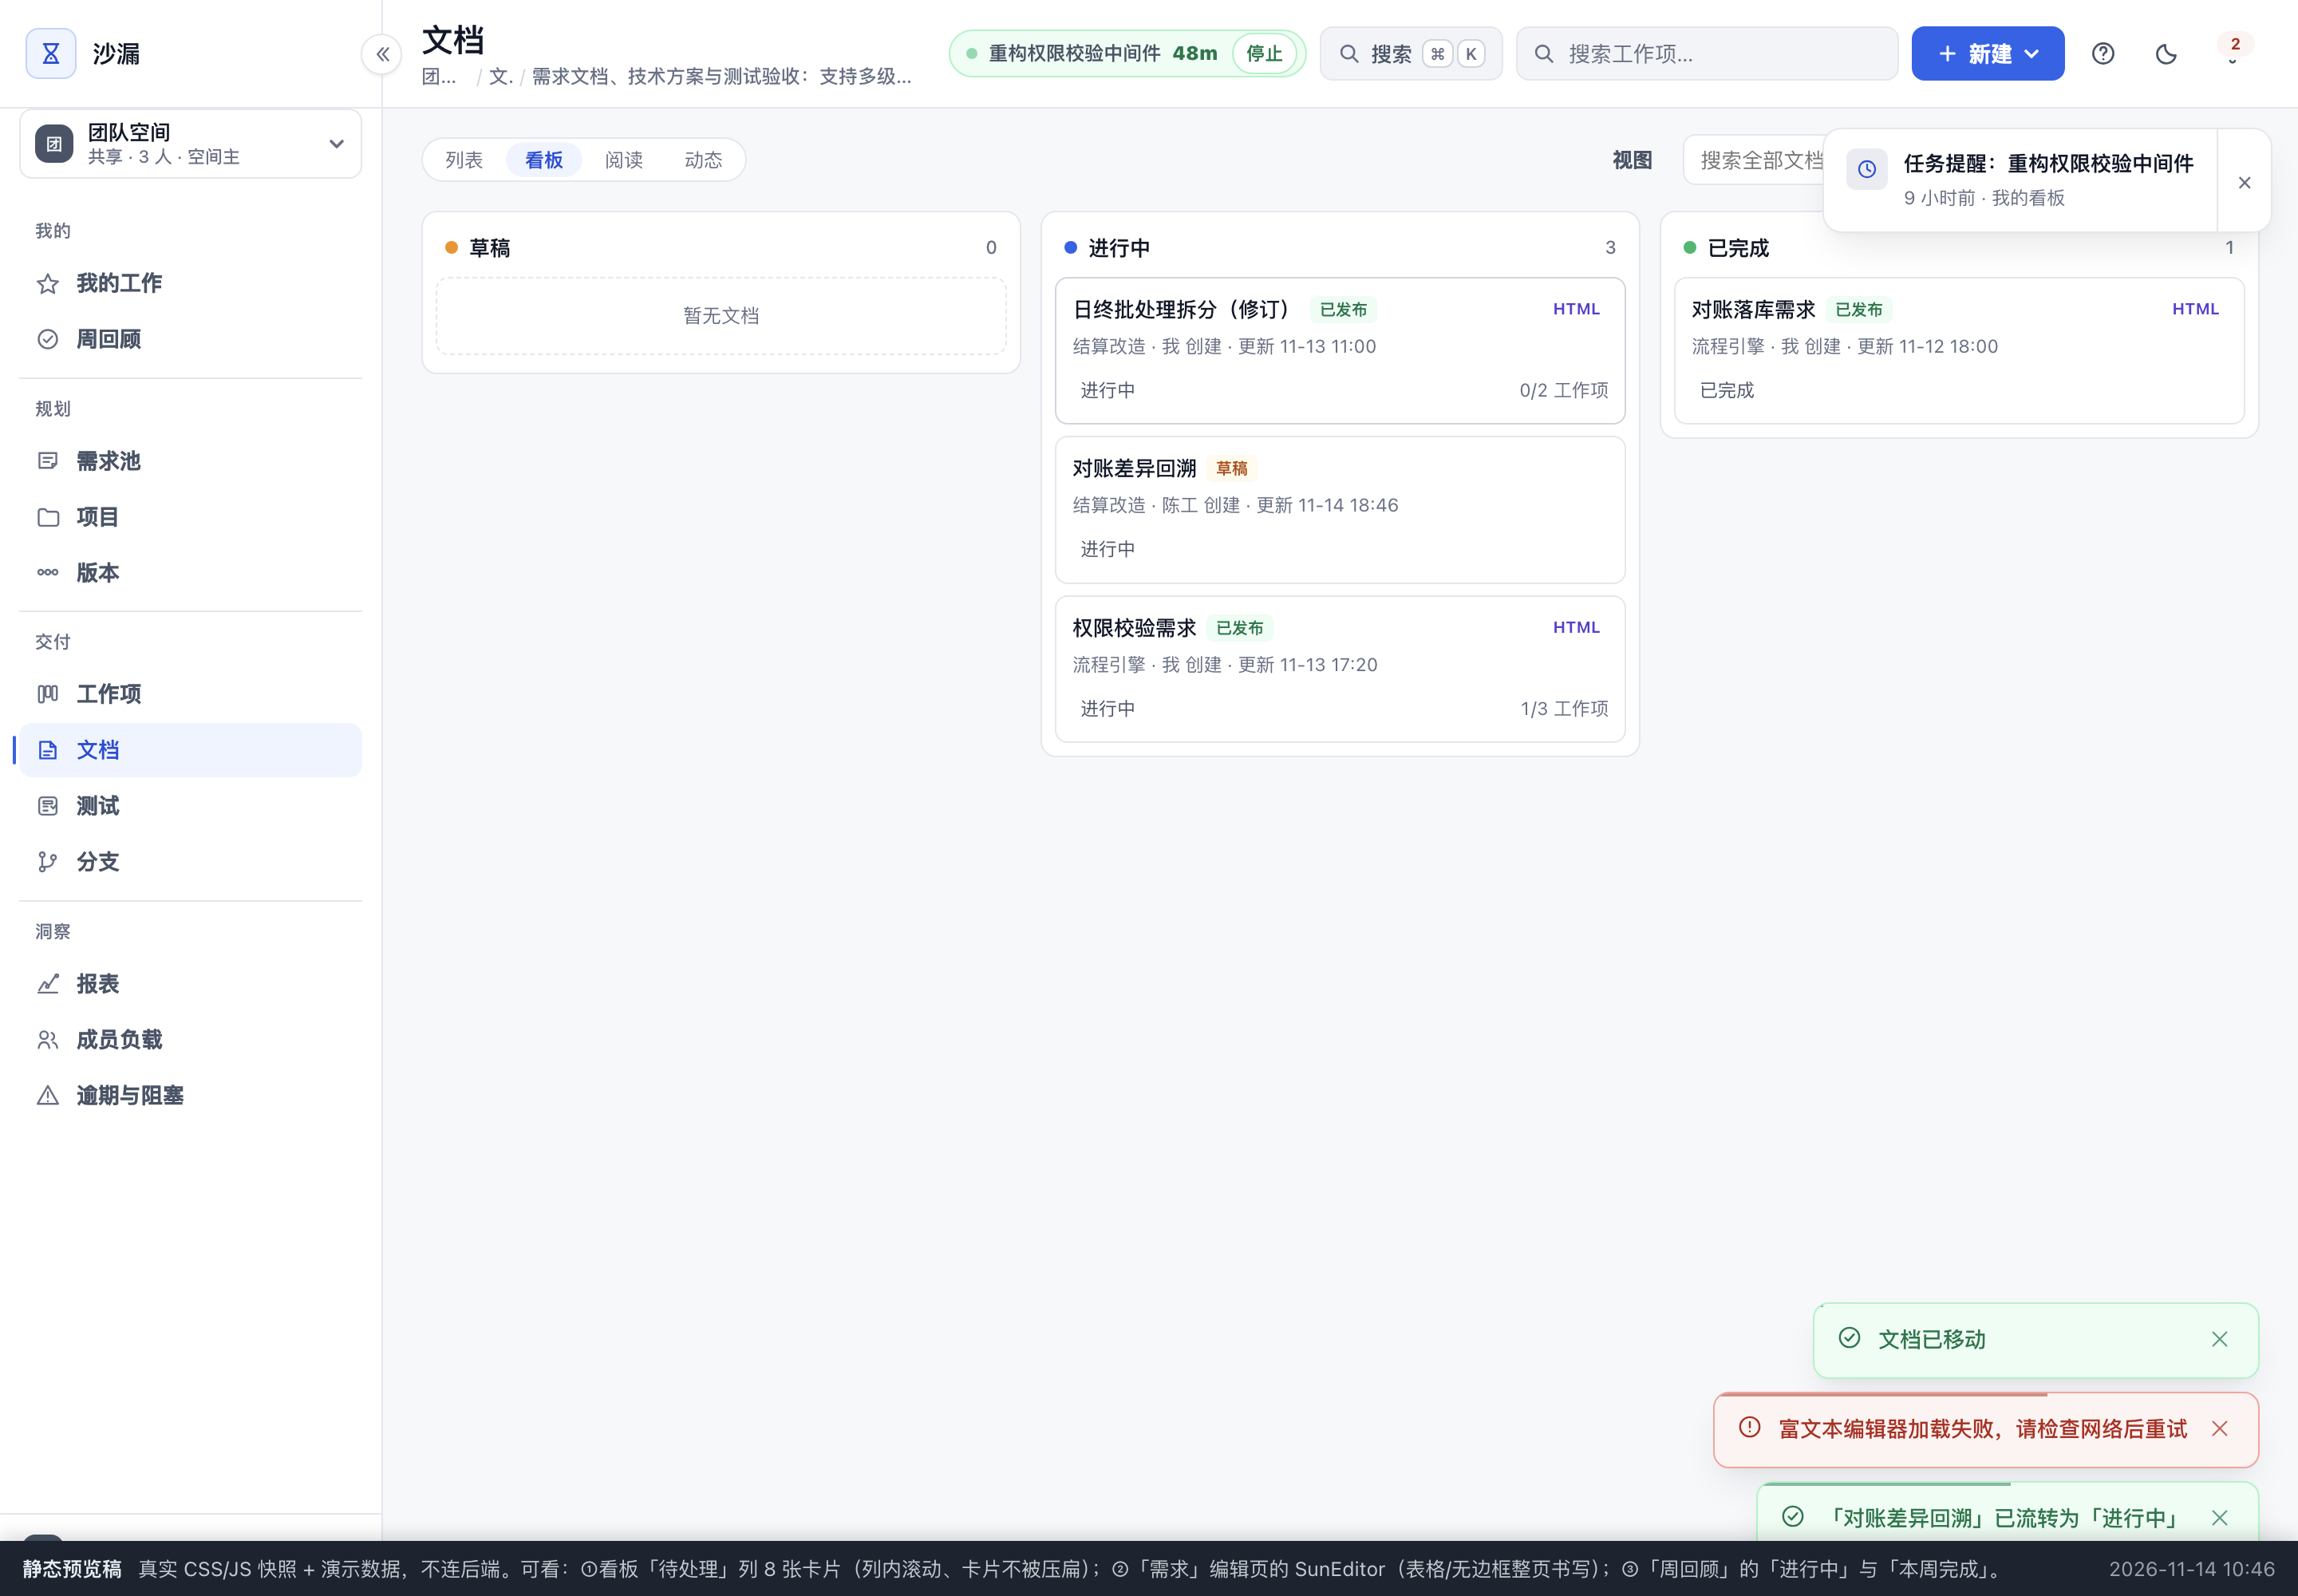 沙漏
文档
团... / 文. / 需求文档、技术方案与测试验收：支持多级...
重构权限校验中间件 48m 停止
搜索 ⌘ K
搜索工作项...
+ 新建
2
团
团队空间
共享 · 3 人 · 空间主
我的
我的工作
周回顾
规划
需求池
项目
版本
交付
工作项
文档
测试
分支
洞察
报表
成员负载
逾期与阻塞
列表 看板 阅读 动态
视图
搜索全部文档
任务提醒：重构权限校验中间件
9 小时前 · 我的看板
草稿 0
暂无文档
进行中 3
日终批处理拆分（修订） 已发布 HTML
结算改造 · 我 创建 · 更新 11-13 11:00
进行中 0/2 工作项
对账差异回溯 草稿
结算改造 · 陈工 创建 · 更新 11-14 18:46
进行中
权限校验需求 已发布 HTML
流程引擎 · 我 创建 · 更新 11-13 17:20
进行中 1/3 工作项
已完成 1
对账落库需求 已发布 HTML
流程引擎 · 我 创建 · 更新 11-12 18:00
已完成
文档已移动
富文本编辑器加载失败，请检查网络后重试
「对账差异回溯」已流转为「进行中」
静态预览稿 真实 CSS/JS 快照 + 演示数据，不连后端。可看：①看板「待处理」列 8 张卡片（列内滚动、卡片不被压扁）；②「需求」编辑页的 SunEditor（表格/无边框整页书写）；③「周回顾」的「进行中」与「本周完成」。 2026-11-14 10:46